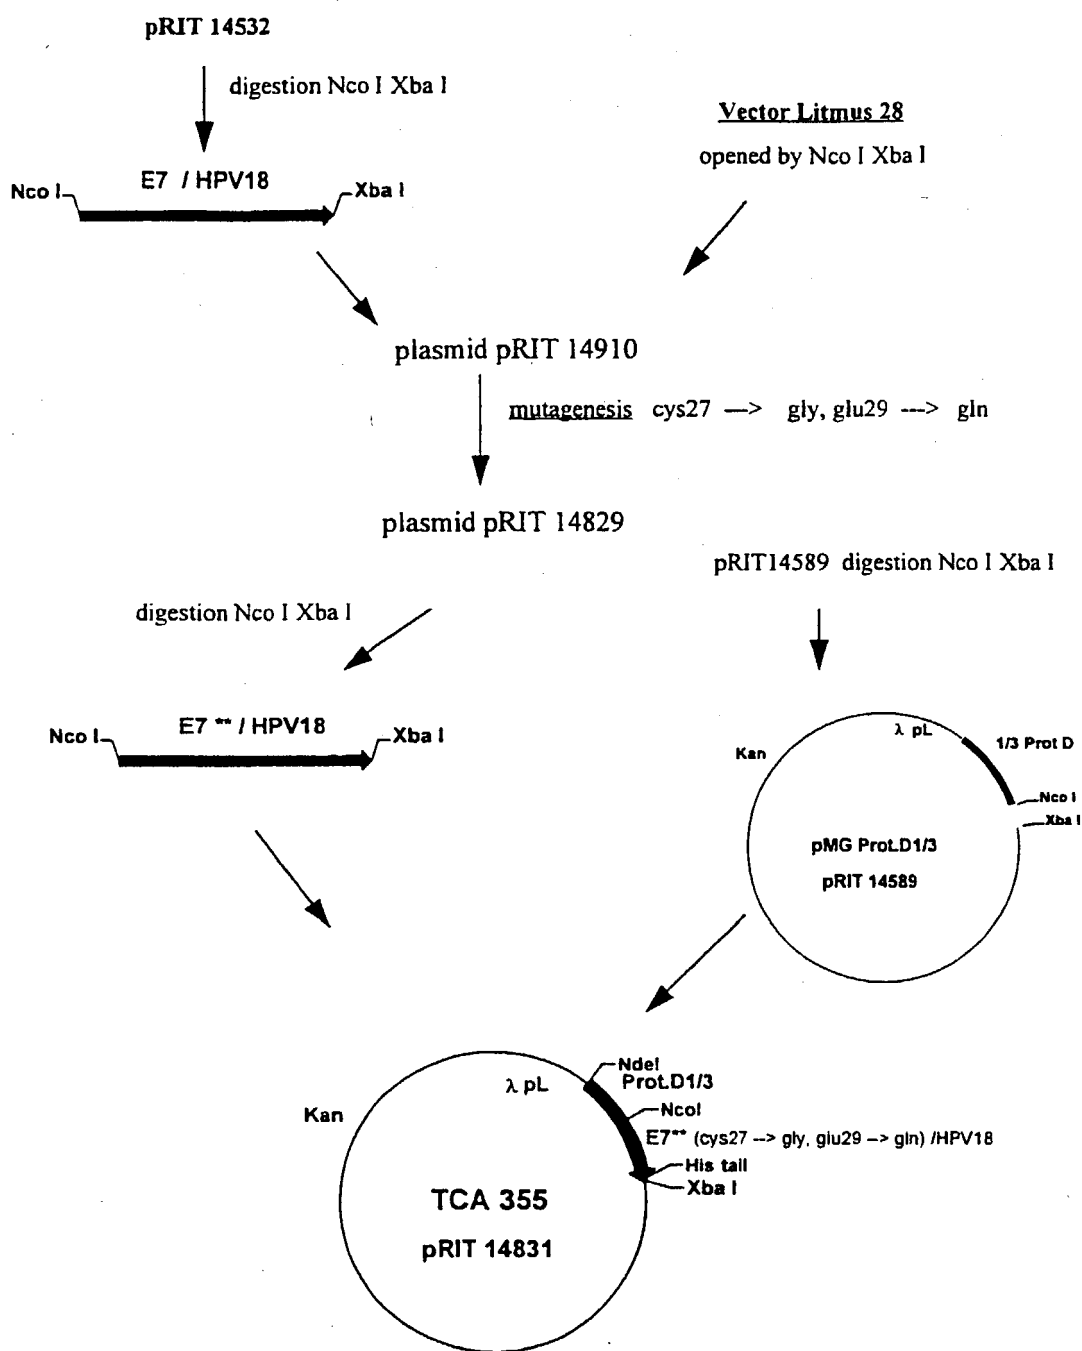 pRIT 14532
digestion Nco I Xba I
Vector Litmus 28
opened by Nco I Xba I
E7 / HPV18
Nco I
Xba I
plasmid pRIT 14910
mutagenesis cys27 —> gly, glu29 ---> gln
plasmid pRIT 14829
pRIT14589 digestion Nco I Xba I
digestion Nco I Xba I
E7 ** / HPV18
Nco I
Xba I
λ pL
1/3 Prot D
Kan
Nco I
Xba I
pMG Prot.D1/3
pRIT 14589
NdeI
λ pL
Prot.D1/3
NcoI
Kan
E7** (cys27 --> gly, glu29 --> gln) /HPV18
His tail
Xba I
TCA 355
pRIT 14831